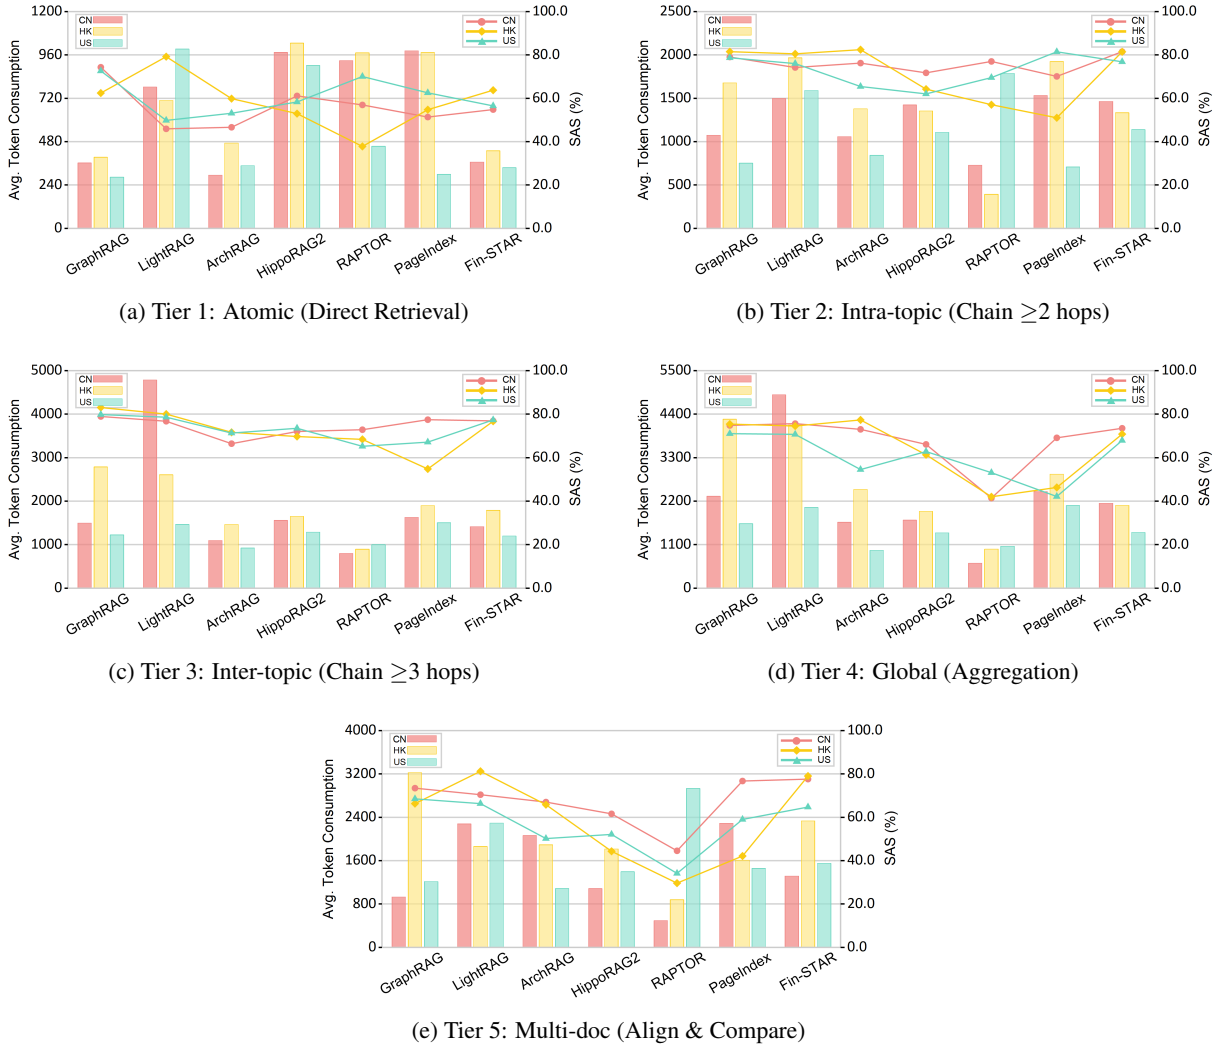 1200
960
720
480
240
0
Avg. Token Consumption
CN
HK
US
CN
HK
US
100.0
80.0
60.0
40.0
20.0
0.0
SAS (%)
GraphRAG
LightRAG
ArchRAG
HippoRAG2
RAPTOR
PageIndex
Fin-STAR
(a) Tier 1: Atomic (Direct Retrieval)
2500
2000
1500
1000
500
0
Avg. Token Consumption
CN
HK
US
CN
HK
US
100.0
80.0
60.0
40.0
20.0
0.0
SAS (%)
GraphRAG
LightRAG
ArchRAG
HippoRAG2
RAPTOR
PageIndex
Fin-STAR
(b) Tier 2: Intra-topic (Chain ≥2 hops)
5000
4000
3000
2000
1000
0
Avg. Token Consumption
CN
HK
US
CN
HK
US
100.0
80.0
60.0
40.0
20.0
0.0
SAS (%)
GraphRAG
LightRAG
ArchRAG
HippoRAG2
RAPTOR
PageIndex
Fin-STAR
(c) Tier 3: Inter-topic (Chain ≥3 hops)
5500
4400
3300
2200
1100
0
Avg. Token Consumption
CN
HK
US
CN
HK
US
100.0
80.0
60.0
40.0
20.0
0.0
SAS (%)
GraphRAG
LightRAG
ArchRAG
HippoRAG2
RAPTOR
PageIndex
Fin-STAR
(d) Tier 4: Global (Aggregation)
4000
3200
2400
1600
800
0
Avg. Token Consumption
CN
HK
US
CN
HK
US
100.0
80.0
60.0
40.0
20.0
0.0
SAS (%)
GraphRAG
LightRAG
ArchRAG
HippoRAG2
RAPTOR
PageIndex
Fin-STAR
(e) Tier 5: Multi-doc (Align & Compare)